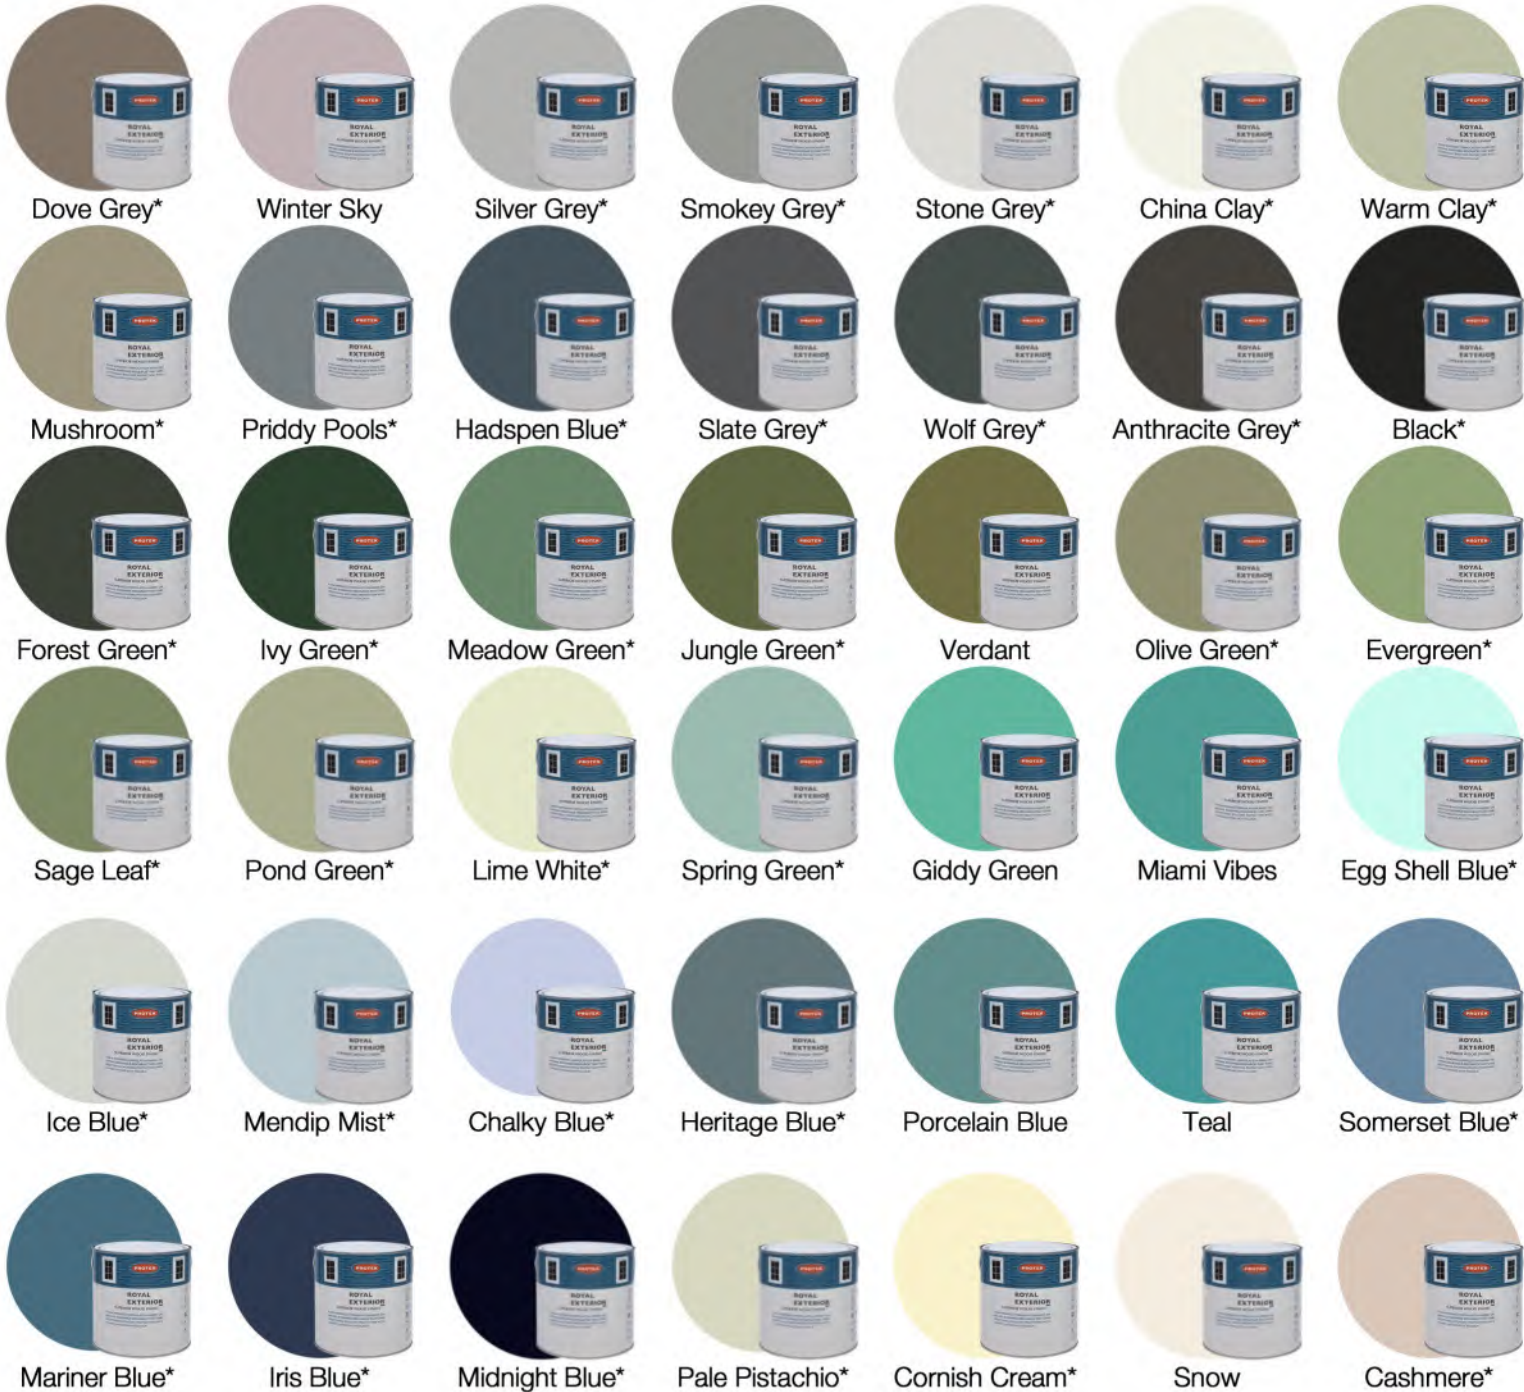 Dove Grey*
Winter Sky
Silver Grey*
Smokey Grey*
Stone Grey*
China Clay*
Warm Clay*
Mushroom*
Priddy Pools*
Hadspen Blue*
Slate Grey*
Wolf Grey*
Anthracite Grey*
Black*
Forest Green*
Ivy Green*
Meadow Green*
Jungle Green*
Verdant
Olive Green*
Evergreen*
Sage Leaf*
Pond Green*
Lime White*
Spring Green*
Giddy Green
Miami Vibes
Egg Shell Blue*
Ice Blue*
Mendip Mist*
Chalky Blue*
Heritage Blue*
Porcelain Blue
Teal
Somerset Blue*
Mariner Blue*
Iris Blue*
Midnight Blue*
Pale Pistachio*
Cornish Cream*
Snow
Cashmere*
PROTEK
ROYAL
EXTERIOR